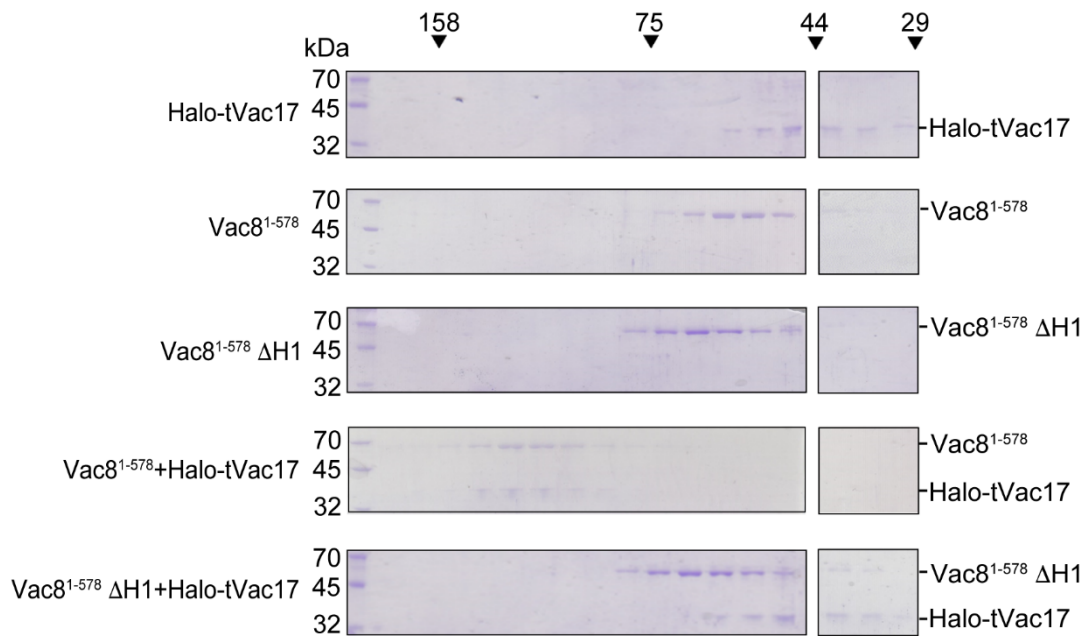 158 75 44 29
kDa
Halo-tVac17 70 45 32 Halo-tVac17
Vac8¹⁻⁵⁷⁸ 70 45 32 Vac8¹⁻⁵⁷⁸
Vac8¹⁻⁵⁷⁸ ΔH1 70 45 32 Vac8¹⁻⁵⁷⁸ ΔH1
Vac8¹⁻⁵⁷⁸+Halo-tVac17 70 45 32 Vac8¹⁻⁵⁷⁸
Halo-tVac17
Vac8¹⁻⁵⁷⁸ ΔH1+Halo-tVac17 70 45 32 Vac8¹⁻⁵⁷⁸ ΔH1
Halo-tVac17